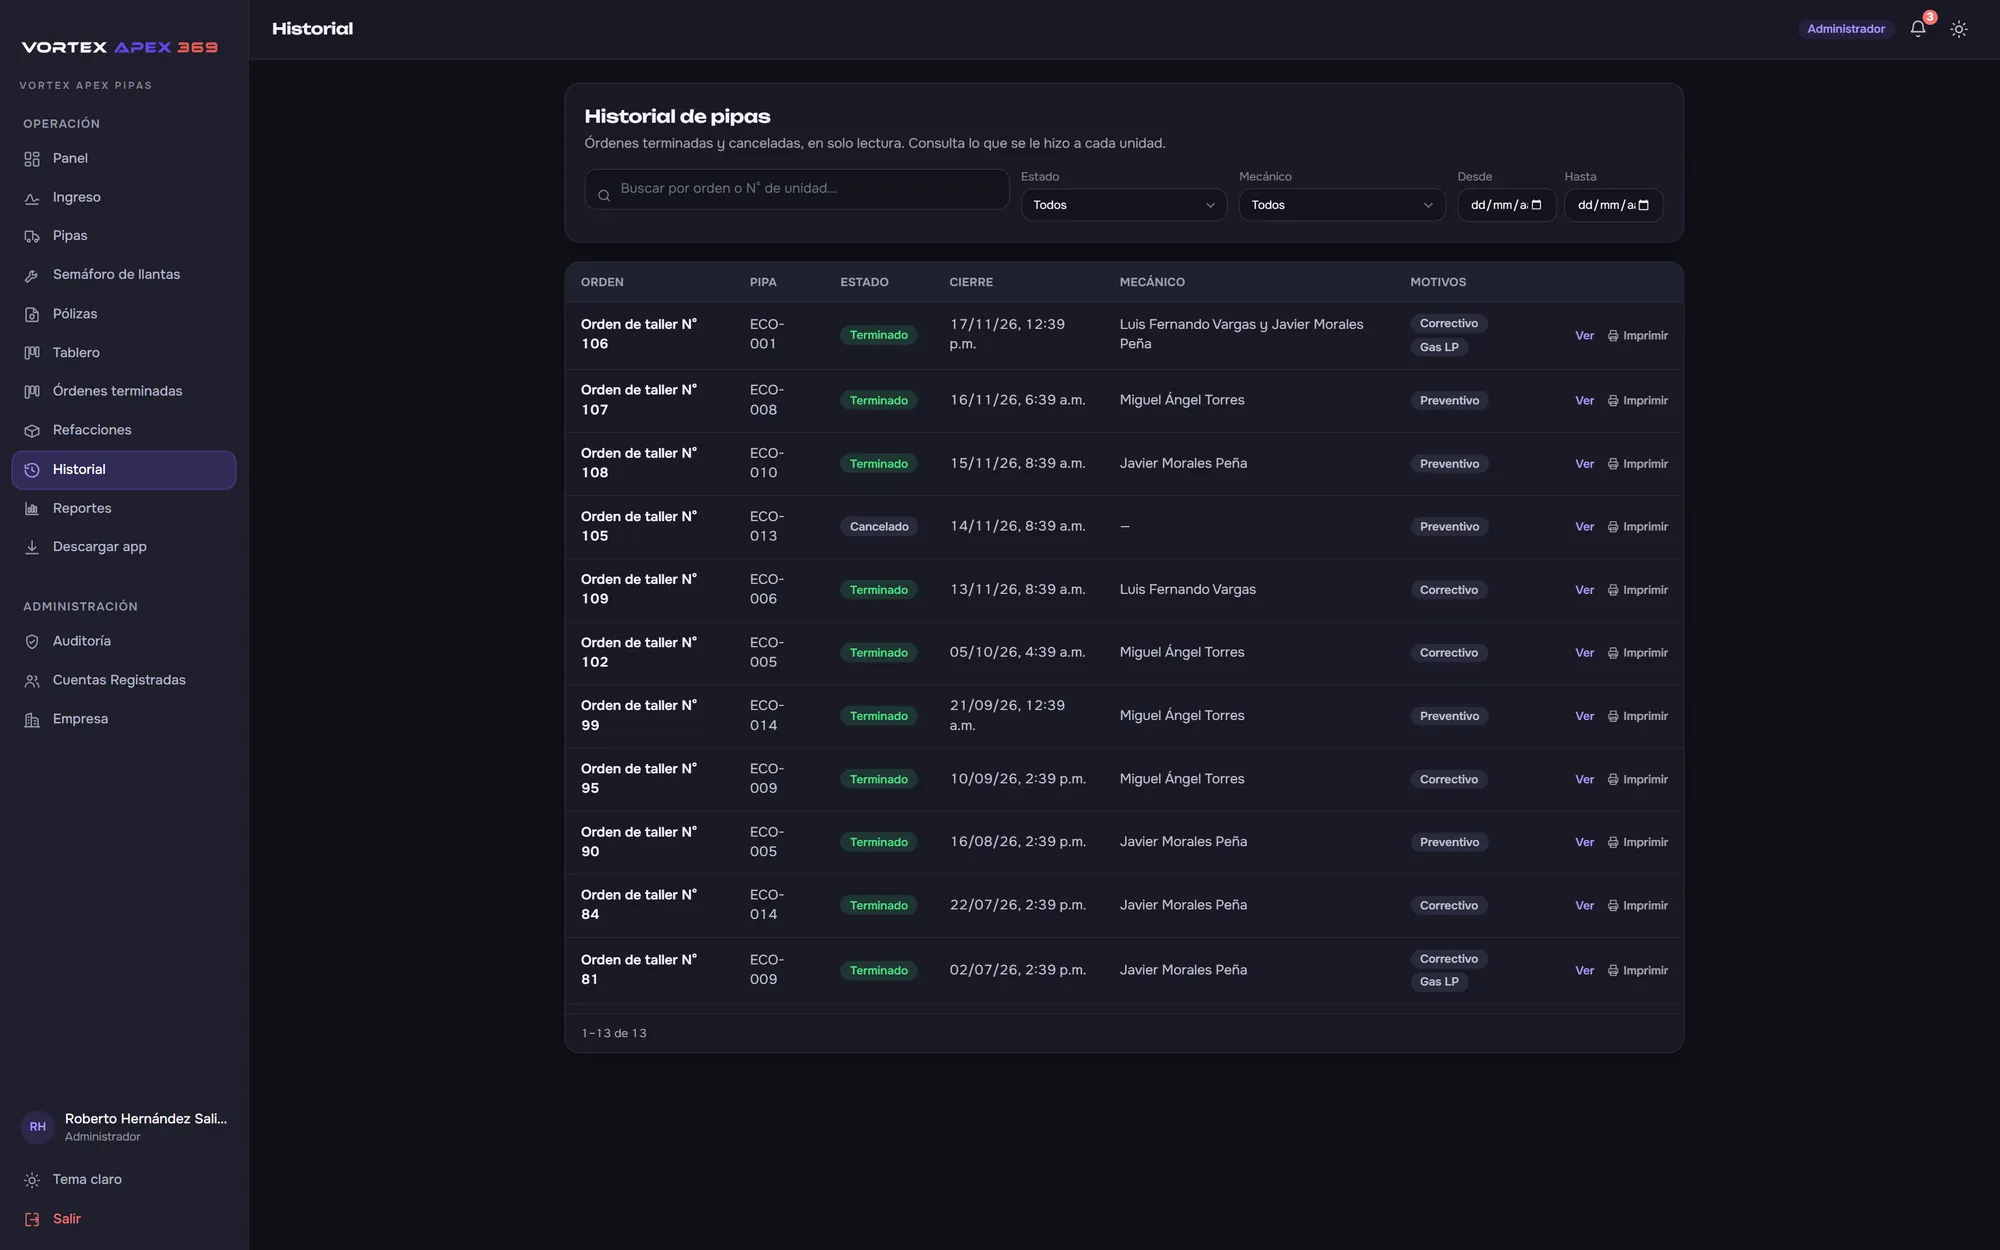 VORTEX APEX 369
VORTEX APEX PIPAS
OPERACIÓN
Panel
Ingreso
Pipas
Semáforo de llantas
Pólizas
Tablero
Órdenes terminadas
Refacciones
Historial
Reportes
Descargar app
ADMINISTRACIÓN
Auditoría
Cuentas Registradas
Empresa
RH
Roberto Hernández Sali...
Administrador
Tema claro
Salir
Historial
Administrador
3
Historial de pipas
Órdenes terminadas y canceladas, en solo lectura. Consulta lo que se le hizo a cada unidad.
Buscar por orden o N° de unidad...
Estado
Todos
Mecánico
Todos
Desde
dd/mm/a
Hasta
dd/mm/a
ORDEN PIPA ESTADO CIERRE MECÁNICO MOTIVOS
Orden de taller N° 106
ECO-001
Terminado
17/11/26, 12:39 p.m.
Luis Fernando Vargas y Javier Morales Peña
Correctivo
Gas LP
Ver Imprimir
Orden de taller N° 107
ECO-008
Terminado
16/11/26, 6:39 a.m.
Miguel Ángel Torres
Preventivo
Ver Imprimir
Orden de taller N° 108
ECO-010
Terminado
15/11/26, 8:39 a.m.
Javier Morales Peña
Preventivo
Ver Imprimir
Orden de taller N° 105
ECO-013
Cancelado
14/11/26, 8:39 a.m.
—
Preventivo
Ver Imprimir
Orden de taller N° 109
ECO-006
Terminado
13/11/26, 8:39 a.m.
Luis Fernando Vargas
Correctivo
Ver Imprimir
Orden de taller N° 102
ECO-005
Terminado
05/10/26, 4:39 a.m.
Miguel Ángel Torres
Correctivo
Ver Imprimir
Orden de taller N° 99
ECO-014
Terminado
21/09/26, 12:39 a.m.
Miguel Ángel Torres
Preventivo
Ver Imprimir
Orden de taller N° 95
ECO-009
Terminado
10/09/26, 2:39 p.m.
Miguel Ángel Torres
Correctivo
Ver Imprimir
Orden de taller N° 90
ECO-005
Terminado
16/08/26, 2:39 p.m.
Javier Morales Peña
Preventivo
Ver Imprimir
Orden de taller N° 84
ECO-014
Terminado
22/07/26, 2:39 p.m.
Javier Morales Peña
Correctivo
Ver Imprimir
Orden de taller N° 81
ECO-009
Terminado
02/07/26, 2:39 p.m.
Javier Morales Peña
Correctivo
Gas LP
Ver Imprimir
1–13 de 13